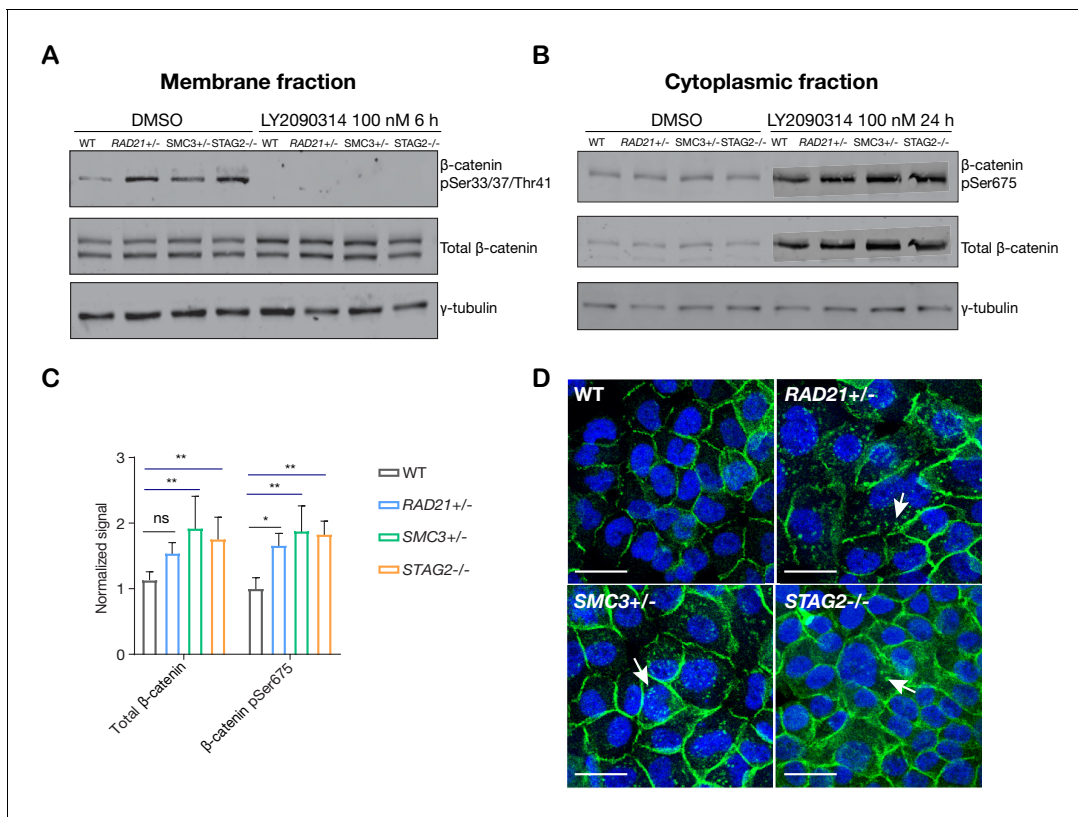 A
Membrane fraction
DMSO
LY2090314 100 nM 6 h
WT RAD21+/- SMC3+/- STAG2-/- WT RAD21+/- SMC3+/- STAG2-/-
β-catenin
pSer33/37/Thr41
Total β-catenin
γ-tubulin
B
Cytoplasmic fraction
DMSO
LY2090314 100 nM 24 h
WT RAD21+/- SMC3+/- STAG2-/- WT RAD21+/- SMC3+/- STAG2-/-
β-catenin
pSer675
Total β-catenin
γ-tubulin
C
Normalized signal
3
2
1
0
**
**
ns
**
**
*
Total β-catenin
β-catenin pSer675
WT
RAD21+/-
SMC3+/-
STAG2-/-
D
WT
RAD21+/-
SMC3+/-
STAG2-/-